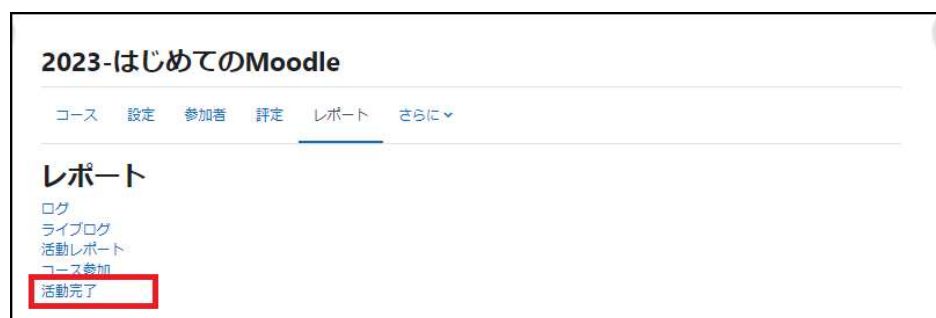 2023-はじめてのMoodle
コース 設定 参加者 評定 レポート さらに
レポート
ログ
ライブログ
活動レポート
コース参加
活動完了